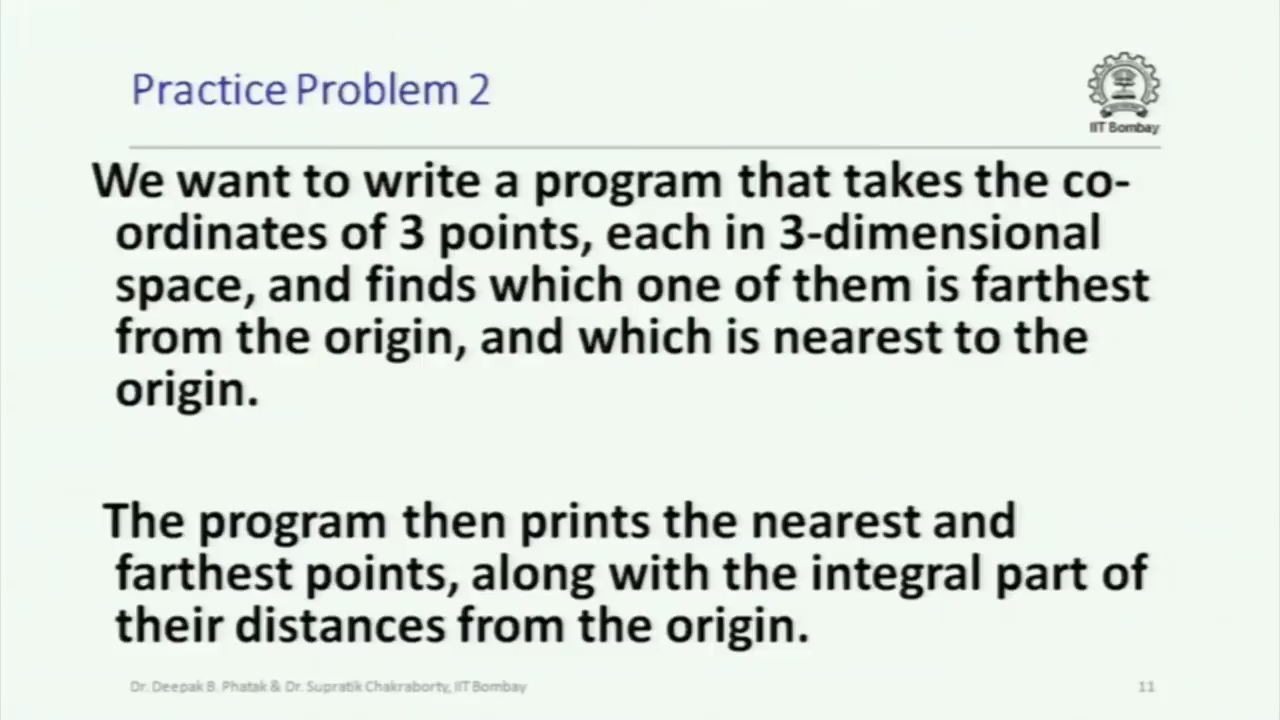 Practice Problem 2
IIT Bombay
We want to write a program that takes the co-
ordinates of 3 points, each in 3-dimensional
space, and finds which one of them is farthest
from the origin, and which is nearest to the
origin.
The program then prints the nearest and
farthest points, along with the integral part of
their distances from the origin.
Dr. Deepak B. Phatak & Dr. Supratik Chakraborty, IIT Bombay
11